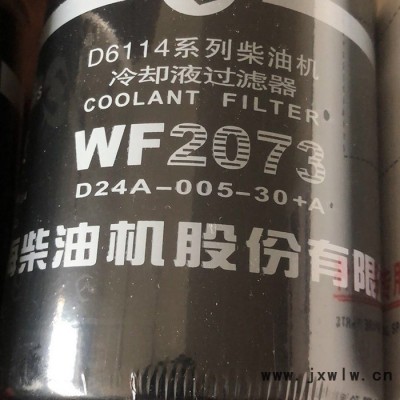 D6114系列柴油机
冷却液过滤器
COOLANT FILTER
WF2073
D24A-005-30+A
海柴油机股份有限
www.jxwlw.cn